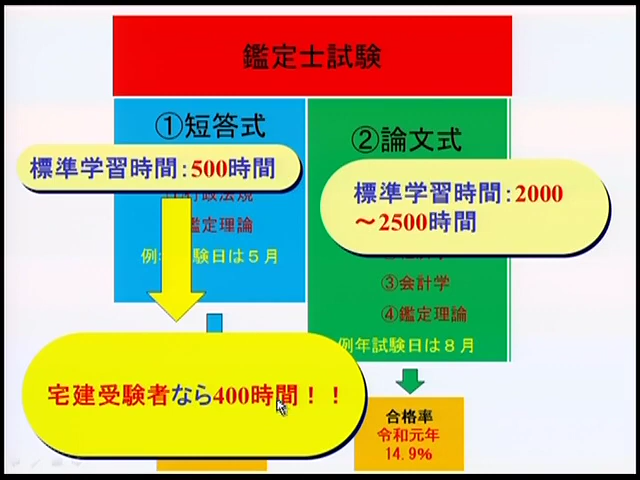 鑑定士試験
①短答式
②論文式
標準学習時間：500時間
標準学習時間：2000
～2500時間
行政法規
鑑定理論
験日は５月
③会計学
④鑑定理論
例年試験日は８月
宅建受験者なら400時間！！
合格率
令和元年
14.9%